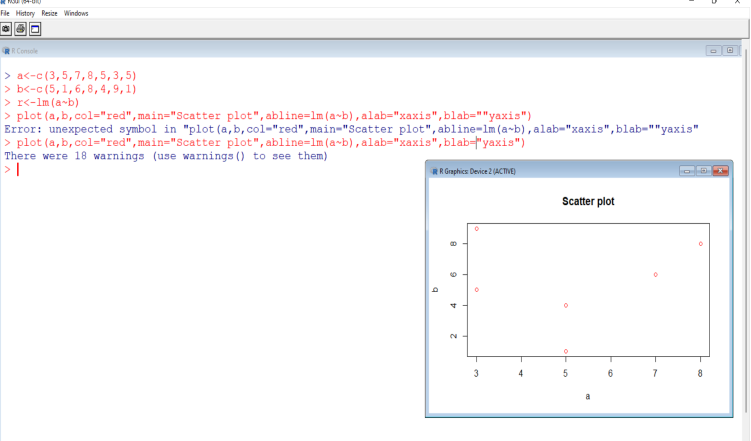 RGui (64-bit)
File History Resize Windows
R Console
> a<-c(3,5,7,8,5,3,5)
> b<-c(5,1,6,8,4,9,1)
> r<-lm(a~b)
> plot(a,b,col="red",main="Scatter plot",abline=lm(a~b),alab="xaxis",blab=""yaxis")
Error: unexpected symbol in "plot(a,b,col="red",main="Scatter plot",abline=lm(a~b),alab="xaxis",blab=""yaxis"
> plot(a,b,col="red",main="Scatter plot",abline=lm(a~b),alab="xaxis",blab="yaxis")
There were 18 warnings (use warnings() to see them)
>
R Graphics: Device 2 (ACTIVE)
Scatter plot
8
6
4
2
b
3 4 5 6 7 8
a